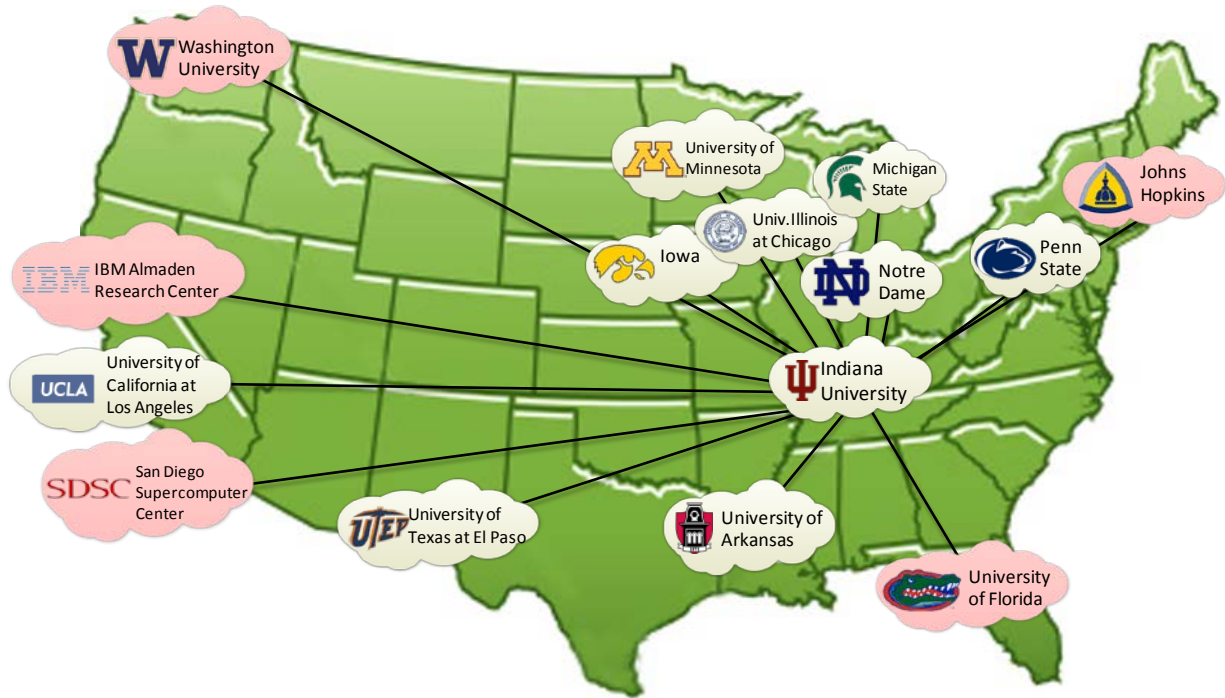 W Washington
University
University of
Minnesota
Michigan
State
Johns
Hopkins
Univ. Illinois
at Chicago
Iowa
Penn
State
IBM
IBM Almaden
Research Center
ND
Notre
Dame
UCLA
University of
California at
Los Angeles
Indiana
University
SDSC
San Diego
Supercomputer
Center
UTEP
University of
Texas at El Paso
University of
Arkansas
University
of Florida